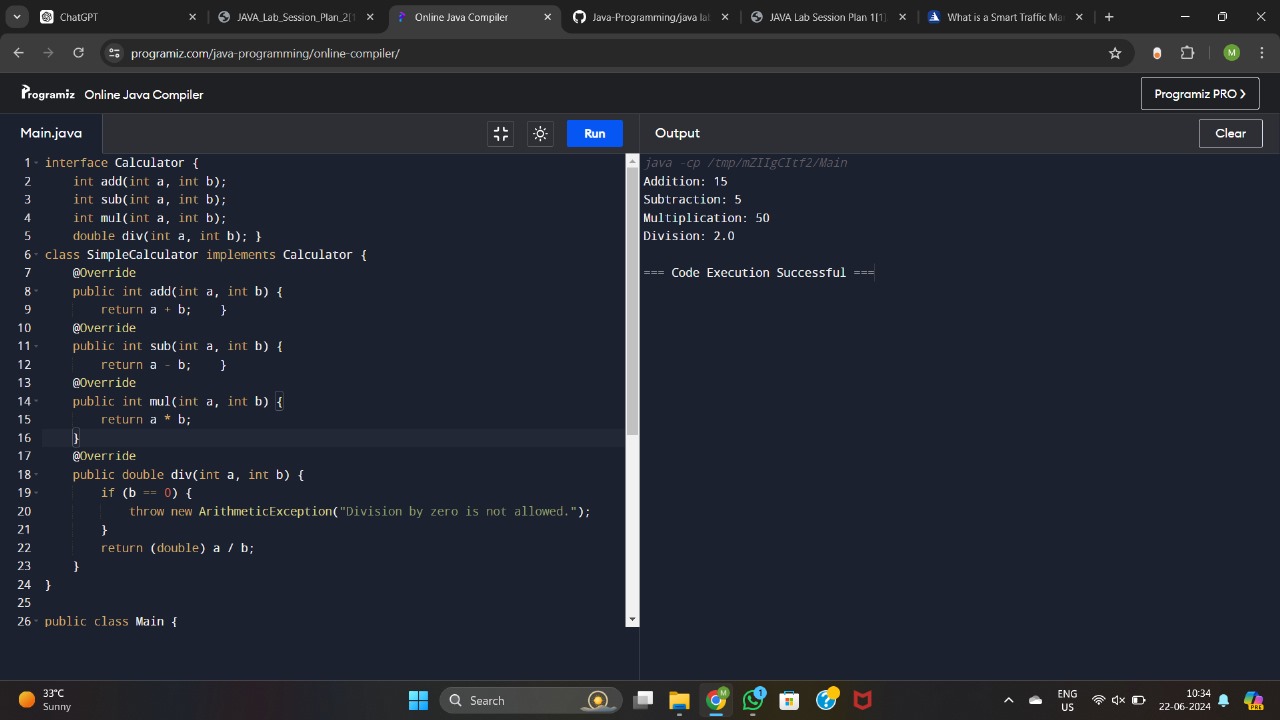 ChatGPT
JAVA_Lab_Session_Plan_2[1
Online Java Compiler
Java-Programming/java lab
JAVA Lab Session Plan 1[1]
What is a Smart Traffic Ma
programiz.com/java-programming/online-compiler/
M
Programiz Online Java Compiler
Programiz PRO
Main.java
Run
Output
Clear
1 interface Calculator {
2 int add(int a, int b);
3 int sub(int a, int b);
4 int mul(int a, int b);
5 double div(int a, int b); }
6 class SimpleCalculator implements Calculator {
7 @Override
8 public int add(int a, int b) {
9 return a + b; }
10 @Override
11 public int sub(int a, int b) {
12 return a - b; }
13 @Override
14 public int mul(int a, int b) {
15 return a * b;
16 }
17 @Override
18 public double div(int a, int b) {
19 if (b == 0) {
20 throw new ArithmeticException("Division by zero is not allowed.");
21 }
22 return (double) a / b;
23 }
24 }
25
26 public class Main {
java -cp /tmp/mZIIgCItf2/Main
Addition: 15
Subtraction: 5
Multiplication: 50
Division: 2.0
=== Code Execution Successful ===
33°C
Sunny
Search
M
1
ENG
US
10:34
22-06-2024
PRE